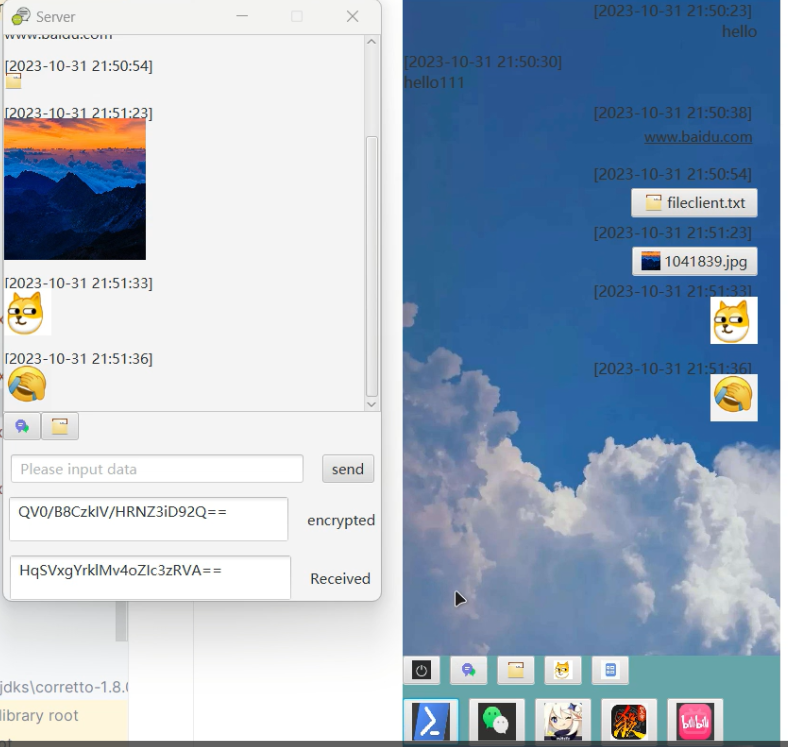 Server
www.baidu.com
[2023-10-31 21:50:54]
[2023-10-31 21:51:23]
[2023-10-31 21:51:33]
[2023-10-31 21:51:36]
Please input data
send
QV0/B8CzkIV/HRNZ3iD92Q==
encrypted
HqSVxgYrklMv4oZIc3zRVA==
Received
jdks\corretto-1.8.0
library root
[2023-10-31 21:50:23]
hello
[2023-10-31 21:50:30]
hello111
[2023-10-31 21:50:38]
www.baidu.com
[2023-10-31 21:50:54]
fileclient.txt
[2023-10-31 21:51:23]
1041839.jpg
[2023-10-31 21:51:33]
[2023-10-31 21:51:36]
bilibili